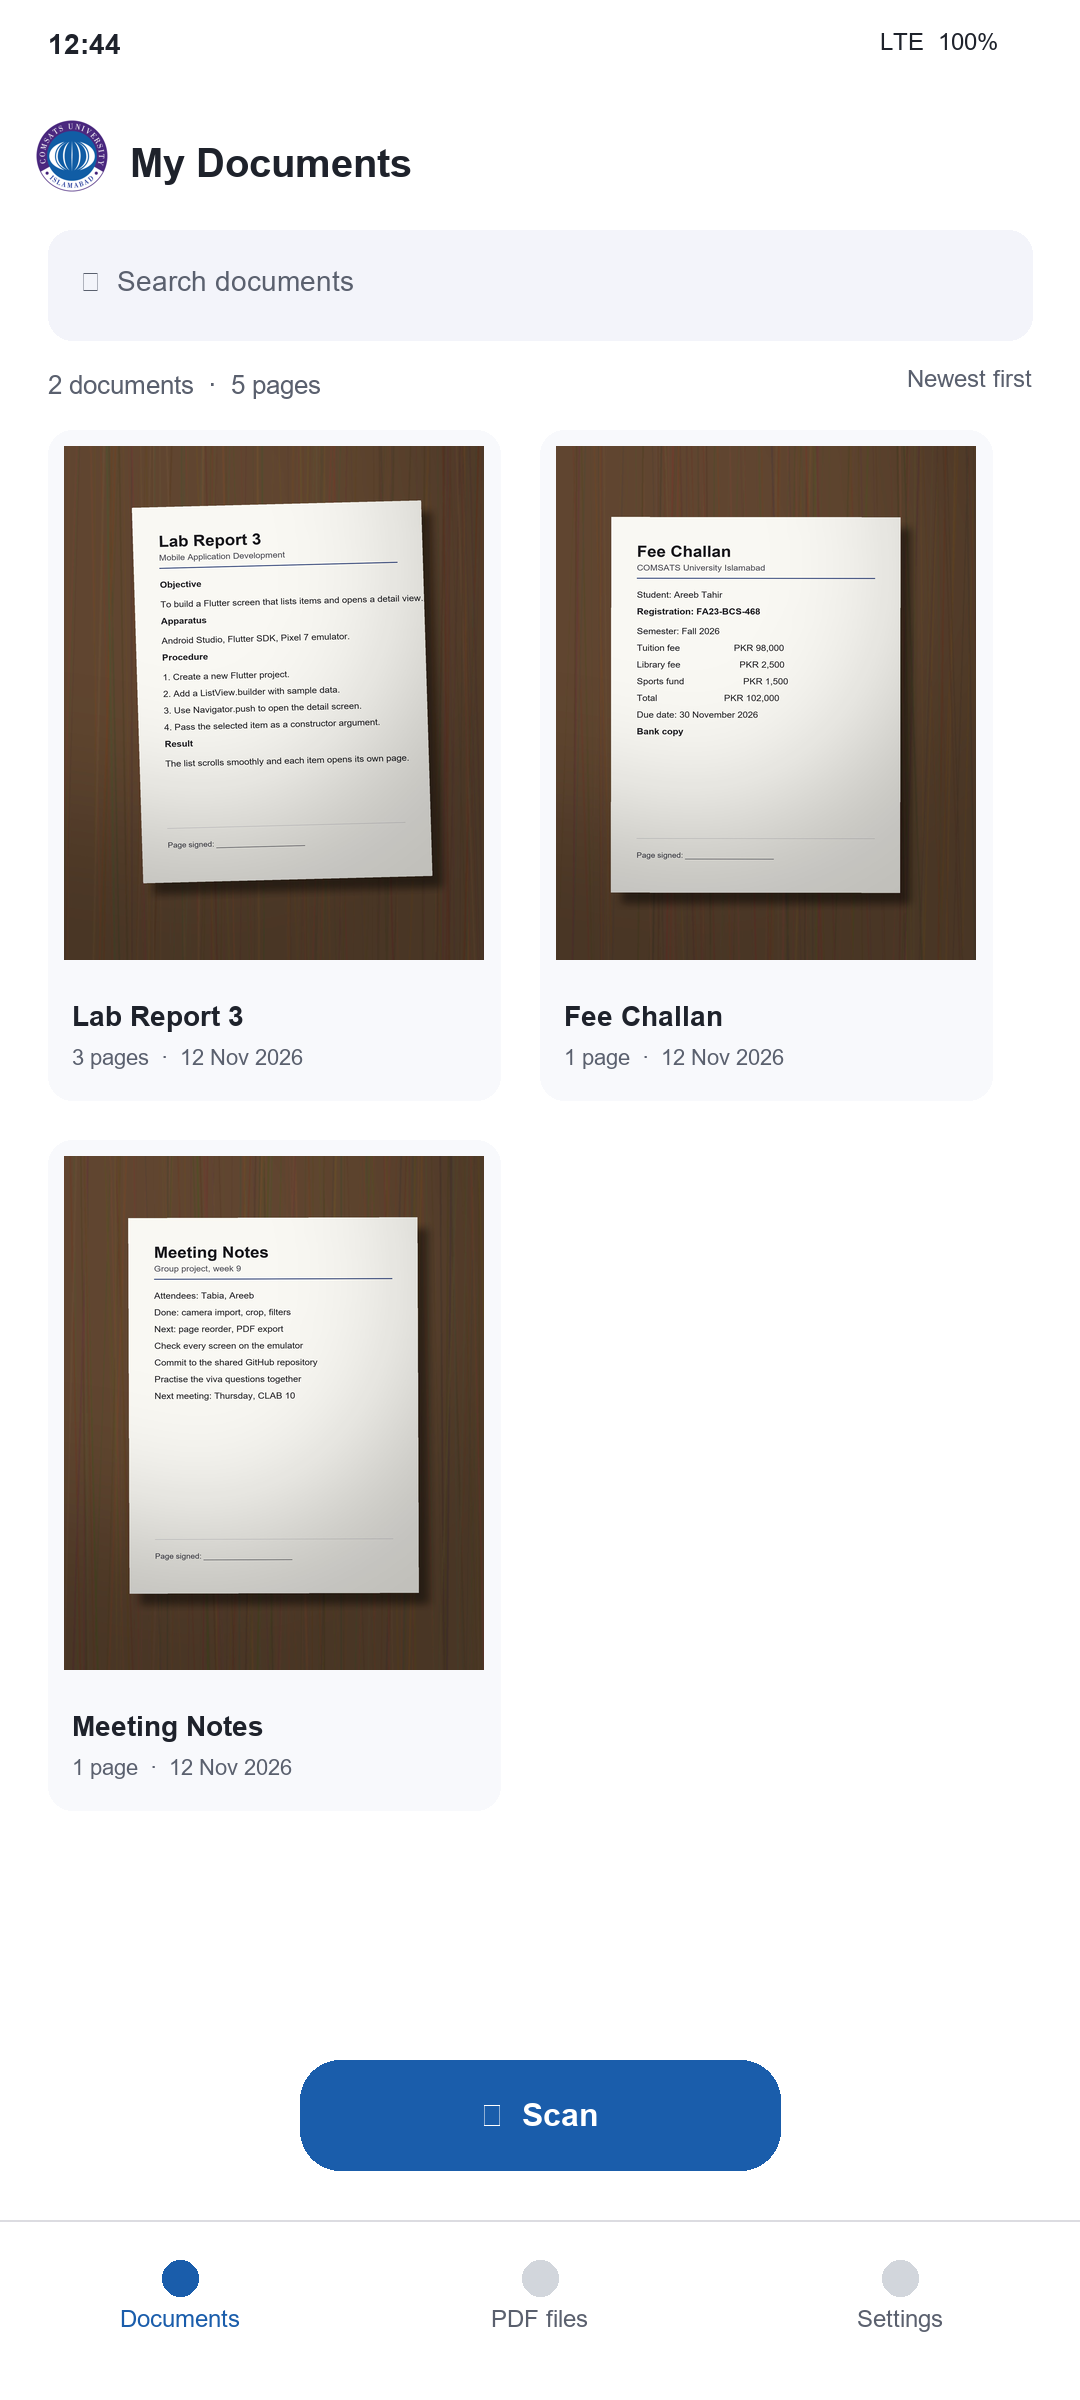 12:44
LTE 100%
COMSATS UNIVERSITY
ISLAMABAD
My Documents
Search documents
2 documents · 5 pages
Newest first
Lab Report 3
Mobile Application Development
Objective
To build a Flutter screen that lists items and opens a detail view.
Apparatus
Android Studio, Flutter SDK, Pixel 7 emulator.
Procedure
1. Create a new Flutter project.
2. Add a ListView.builder with sample data.
3. Use Navigator.push to open the detail screen.
4. Pass the selected item as a constructor argument.
Result
The list scrolls smoothly and each item opens its own page.
Page signed:
Lab Report 3
3 pages · 12 Nov 2026
Fee Challan
COMSATS University Islamabad
Student: Areeb Tahir
Registration: FA23-BCS-468
Semester: Fall 2026
Tuition fee PKR 98,000
Library fee PKR 2,500
Sports fund PKR 1,500
Total PKR 102,000
Due date: 30 November 2026
Bank copy
Page signed:
Fee Challan
1 page · 12 Nov 2026
Meeting Notes
Group project, week 9
Attendees: Tabia, Areeb
Done: camera import, crop, filters
Next: page reorder, PDF export
Check every screen on the emulator
Commit to the shared GitHub repository
Practise the viva questions together
Next meeting: Thursday, CLAB 10
Page signed:
Meeting Notes
1 page · 12 Nov 2026
Scan
Documents
PDF files
Settings